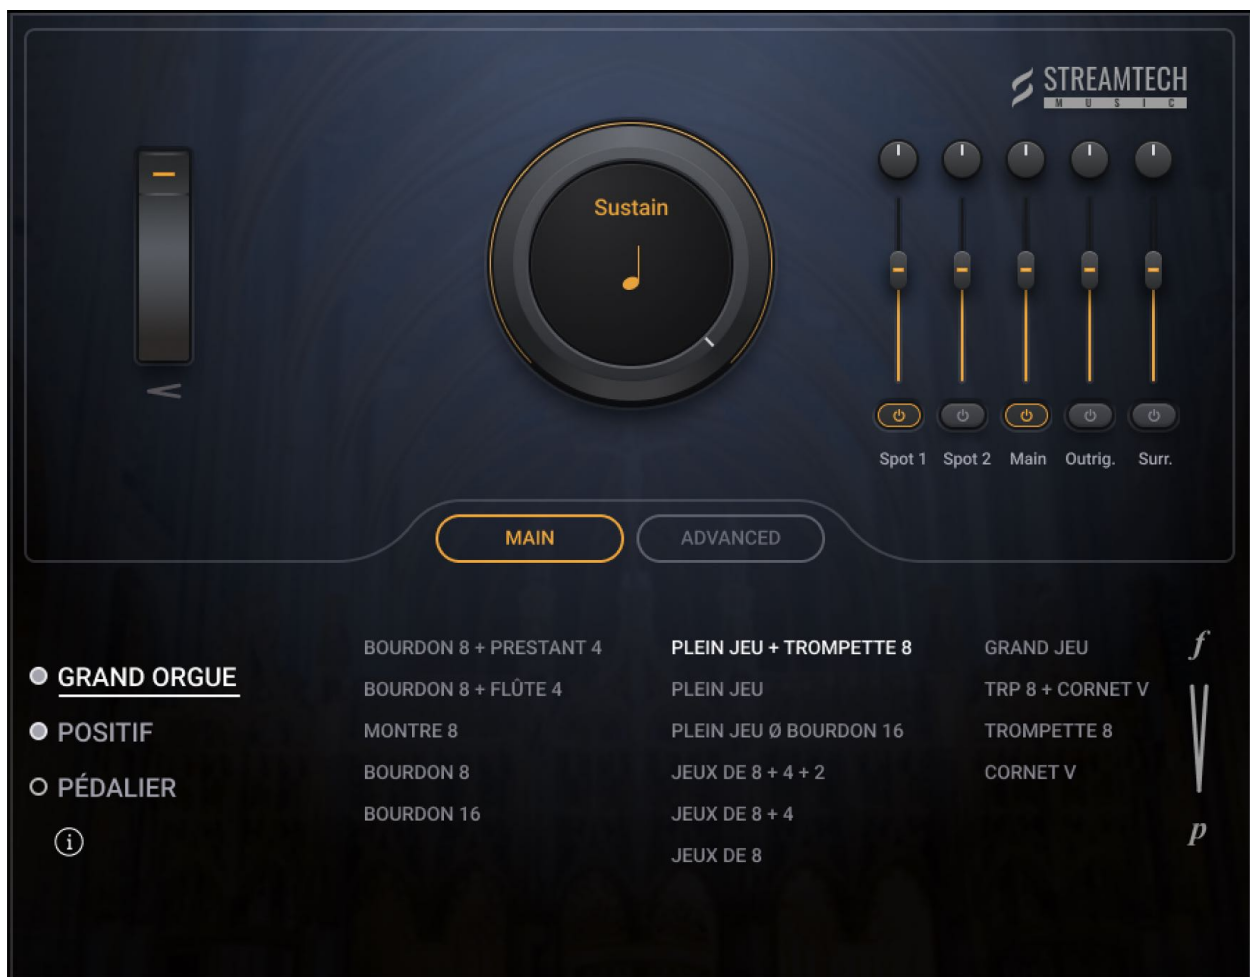 STREAMTECH
MUSIC
Sustain
Spot 1 Spot 2 Main Outrig. Surr.
MAIN ADVANCED
GRAND ORGUE
POSITIF
PÉDALIER
i
BOURDON 8 + PRESTANT 4
BOURDON 8 + FLÛTE 4
MONTRE 8
BOURDON 8
BOURDON 16
PLEIN JEU + TROMPETTE 8
PLEIN JEU
PLEIN JEU Ø BOURDON 16
JEUX DE 8 + 4 + 2
JEUX DE 8 + 4
JEUX DE 8
GRAND JEU
TRP 8 + CORNET V
TROMPETTE 8
CORNET V
f
p